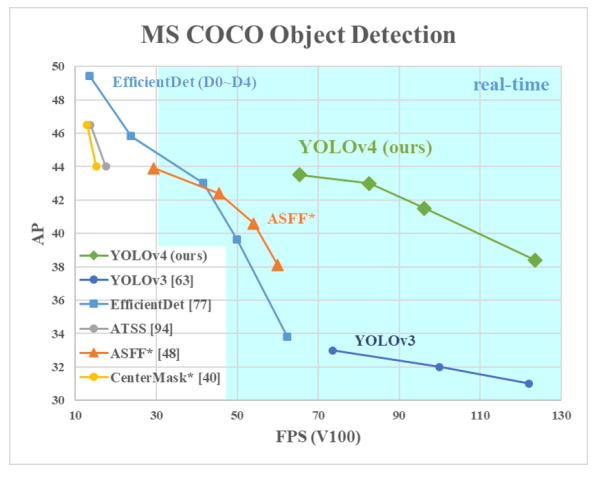 MS COCO Object Detection
50
48
46
44
42
40
38
36
34
32
30
AP
EfficientDet (D0~D4)
real-time
YOLOv4 (ours)
ASFF*
YOLOv3
YOLOv4 (ours)
YOLOv3 [63]
EfficientDet [77]
ATSS [94]
ASFF* [48]
CenterMask* [40]
10 30 50 70 90 110 130
FPS (V100)